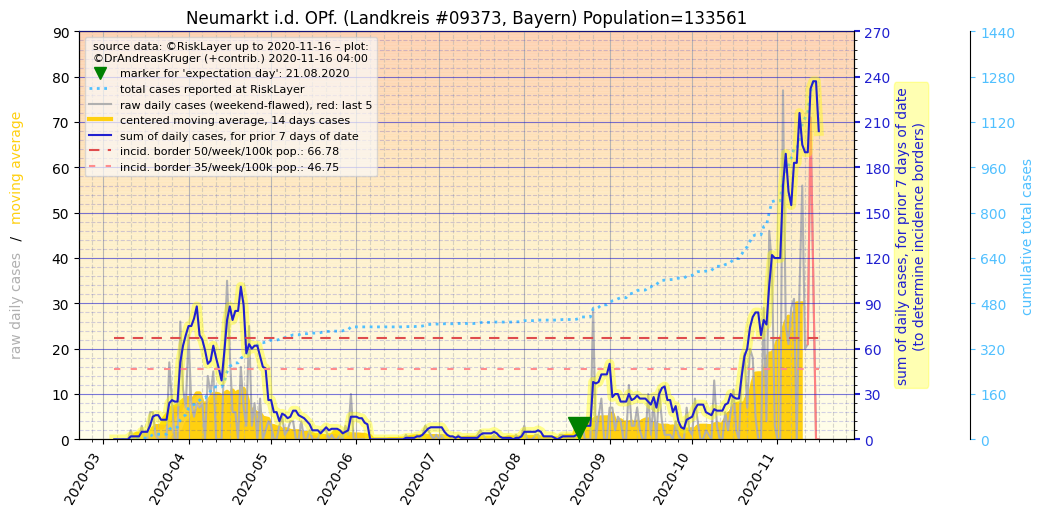 Neumarkt i.d. OPf. (Landkreis #09373, Bayern) Population=133561
source data: ©RiskLayer up to 2020-11-16 – plot:
©DrAndreasKruger (+contrib.) 2020-11-16 04:00
marker for 'expectation day': 21.08.2020
total cases reported at RiskLayer
raw daily cases (weekend-flawed), red: last 5
centered moving average, 14 days cases
sum of daily cases, for prior 7 days of date
incid. border 50/week/100k pop.: 66.78
incid. border 35/week/100k pop.: 46.75
raw daily cases / moving average
90
80
70
60
50
40
30
20
10
0
270
240
210
180
150
120
90
60
30
0
sum of daily cases, for prior 7 days of date
(to determine incidence borders)
1440
1280
1120
960
800
640
480
320
160
0
cumulative total cases
2020-03
2020-04
2020-05
2020-06
2020-07
2020-08
2020-09
2020-10
2020-11